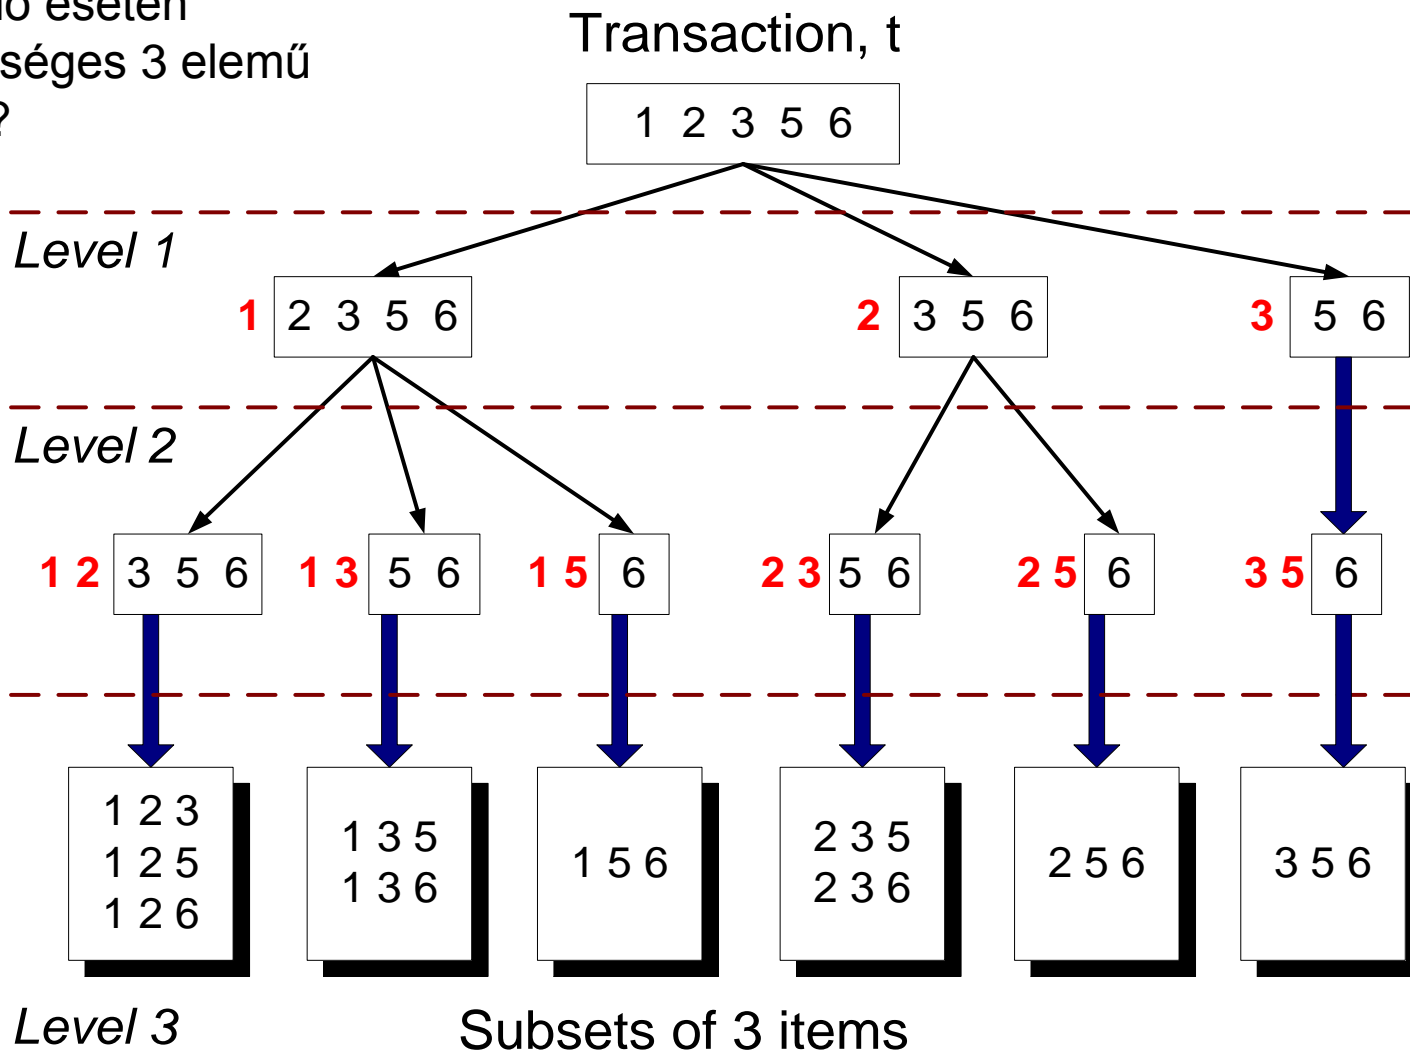 esetén
séges 3 elemű
?
Transaction, t
1 2 3 5 6
Level 1
1 2 3 5 6
2 3 5 6
3 5 6
Level 2
1 2 3 5 6
1 3 5 6
1 5 6
2 3 5 6
2 5 6
3 5 6
1 2 3
1 2 5
1 2 6
1 3 5
1 3 6
1 5 6
2 3 5
2 3 6
2 5 6
3 5 6
Level 3
Subsets of 3 items